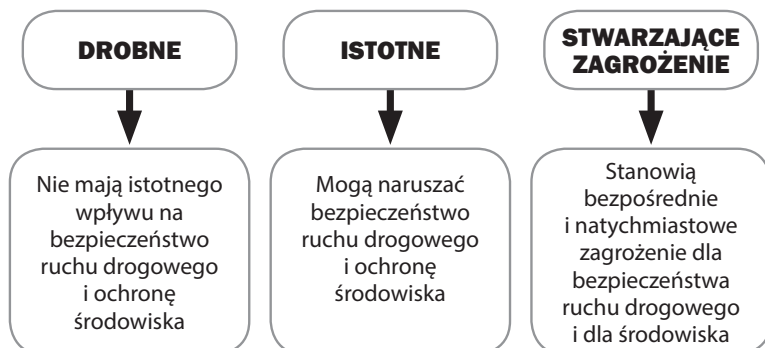 DROBNE
Nie mają istotnego
wpływu na
bezpieczeństwo
ruchu drogowego
i ochronę
środowiska
ISTOTNE
Mogą naruszać
bezpieczeństwo
ruchu drogowego
i ochronę
środowiska
STWARZAJĄCE
ZAGROŻENIE
Stanowią
bezpośrednie
i natychmiastowe
zagrożenie dla
bezpieczeństwa
ruchu drogowego
i dla środowiska